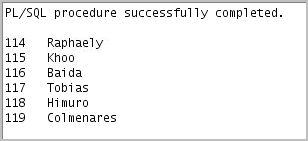 PL/SQL procedure successfully completed.
114 Raphaely
115 Khoo
116 Baida
117 Tobias
118 Himuro
119 Colmenares